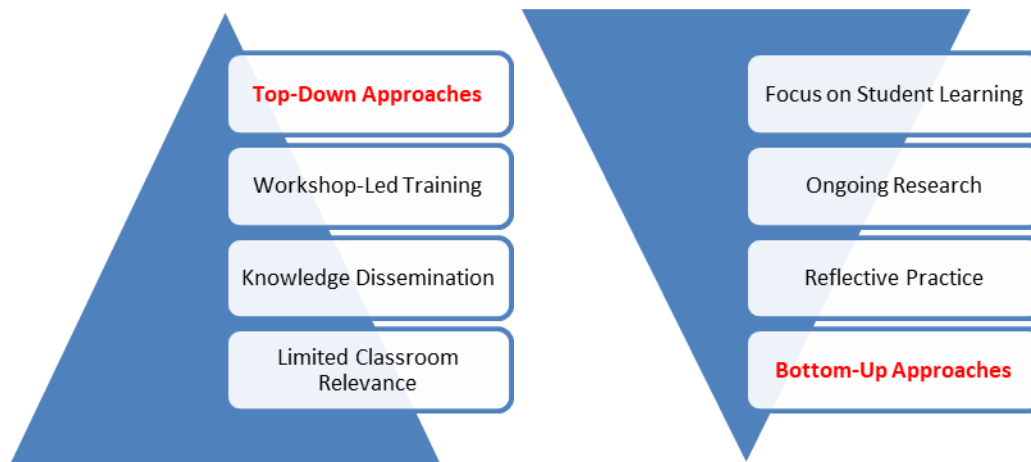 Top-Down Approaches
Workshop-Led Training
Knowledge Dissemination
Limited Classroom
Relevance
Focus on Student Learning
Ongoing Research
Reflective Practice
Bottom-Up Approaches